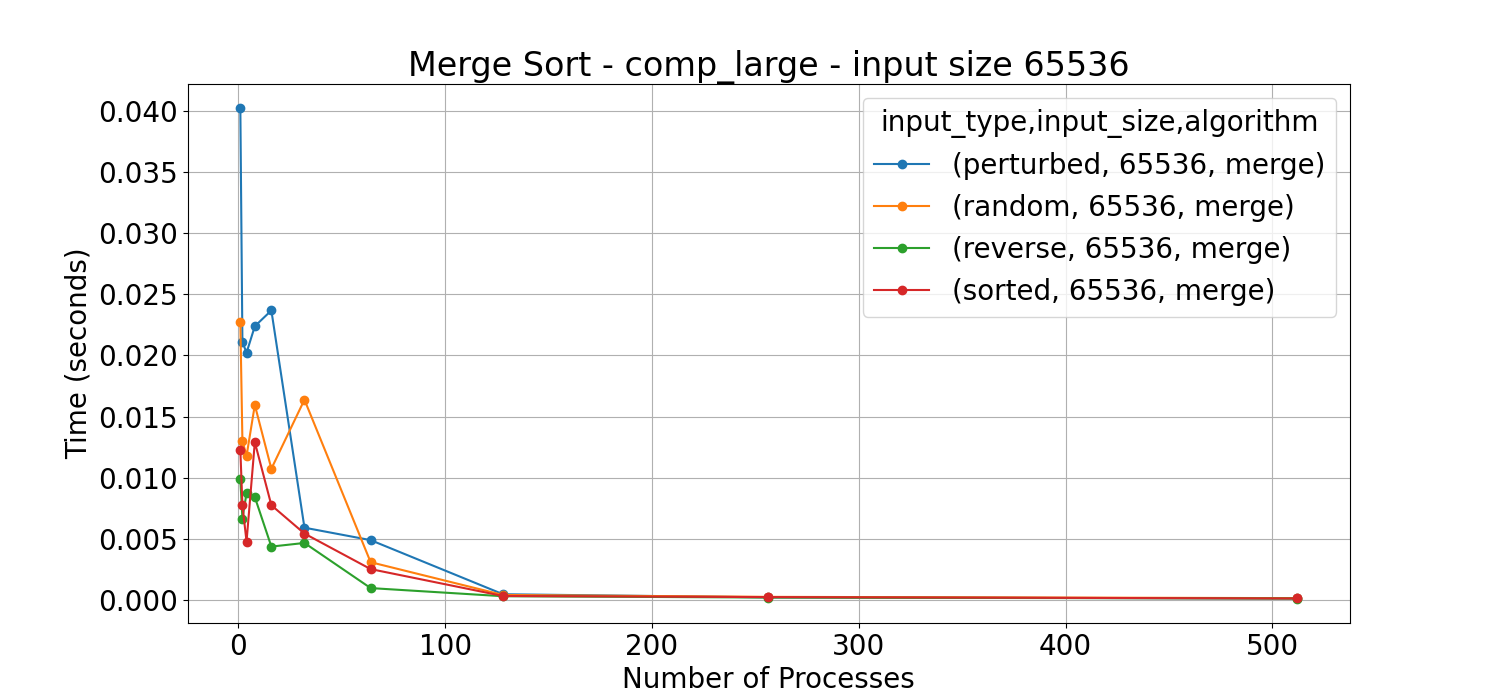 Merge Sort - comp_large - input size 65536
0.040
0.035
0.030
0.025
0.020
0.015
0.010
0.005
0.000
Time (seconds)
input_type,input_size,algorithm
(perturbed, 65536, merge)
(random, 65536, merge)
(reverse, 65536, merge)
(sorted, 65536, merge)
0 100 200 300 400 500
Number of Processes